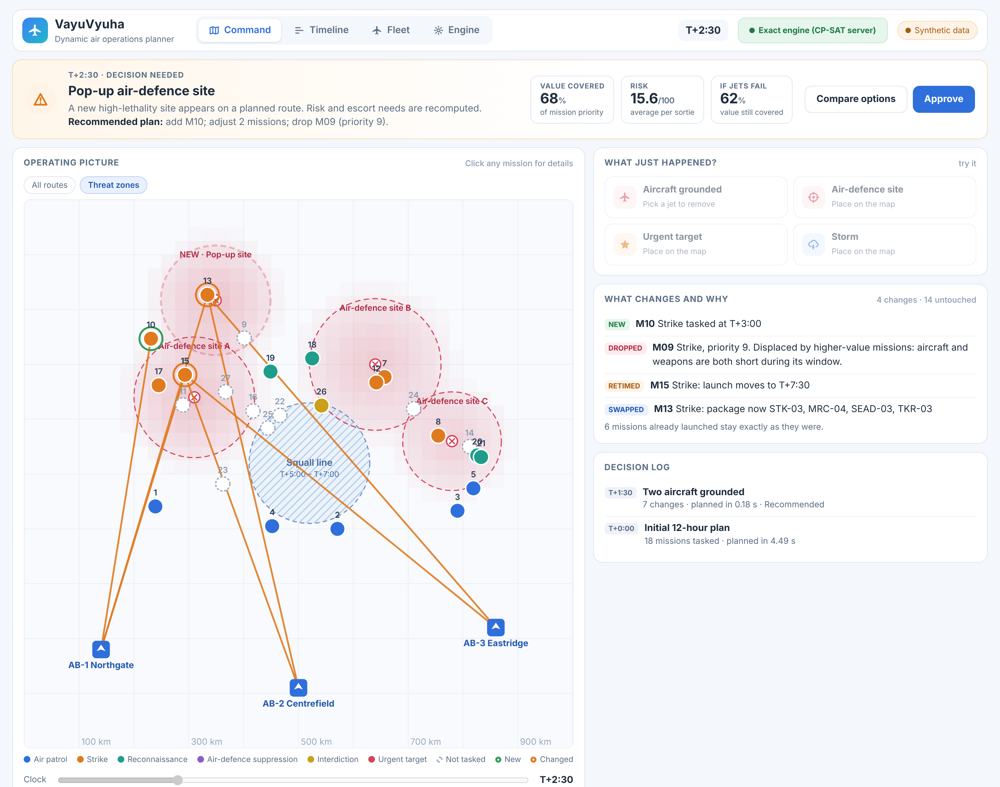 VayuVyuha
Dynamic air operations planner
Command
Timeline
Fleet
Engine
T+2:30
Exact engine (CP-SAT server)
Synthetic data
T+2:30 · DECISION NEEDED
Pop-up air-defence site
A new high-lethality site appears on a planned route. Risk and escort needs are recomputed.
Recommended plan: add M10; adjust 2 missions; drop M09 (priority 9).
VALUE COVERED
68%
of mission priority
RISK
15.6/100
average per sortie
IF JETS FAIL
62%
value still covered
Compare options
Approve
OPERATING PICTURE
Click any mission for details
All routes
Threat zones
NEW · Pop-up site
13
9
10
Air-defence site A
Air-defence site B
18
15
19
7
12
17
27
11
16
22
25
26
24
Air-defence site C
8
14
20
21
Squall line
T+5:00 – T+7:00
23
5
1
3
4
2
AB-3 Eastridge
AB-1 Northgate
AB-2 Centrefield
100 km
300 km
500 km
700 km
900 km
Air patrol
Strike
Reconnaissance
Air-defence suppression
Interdiction
Urgent target
Not tasked
New
Changed
Clock
T+2:30
WHAT JUST HAPPENED?
try it
Aircraft grounded
Pick a jet to remove
Air-defence site
Place on the map
Urgent target
Place on the map
Storm
Place on the map
WHAT CHANGES AND WHY
4 changes · 14 untouched
NEW M10 Strike tasked at T+3:00
DROPPED M09 Strike, priority 9. Displaced by higher-value missions: aircraft and
weapons are both short during its window.
RETIMED M15 Strike: launch moves to T+7:30
SWAPPED M13 Strike: package now STK-03, MRC-04, SEAD-03, TKR-03
6 missions already launched stay exactly as they were.
DECISION LOG
T+1:30 Two aircraft grounded
7 changes · planned in 0.18 s · Recommended
T+0:00 Initial 12-hour plan
18 missions tasked · planned in 4.49 s